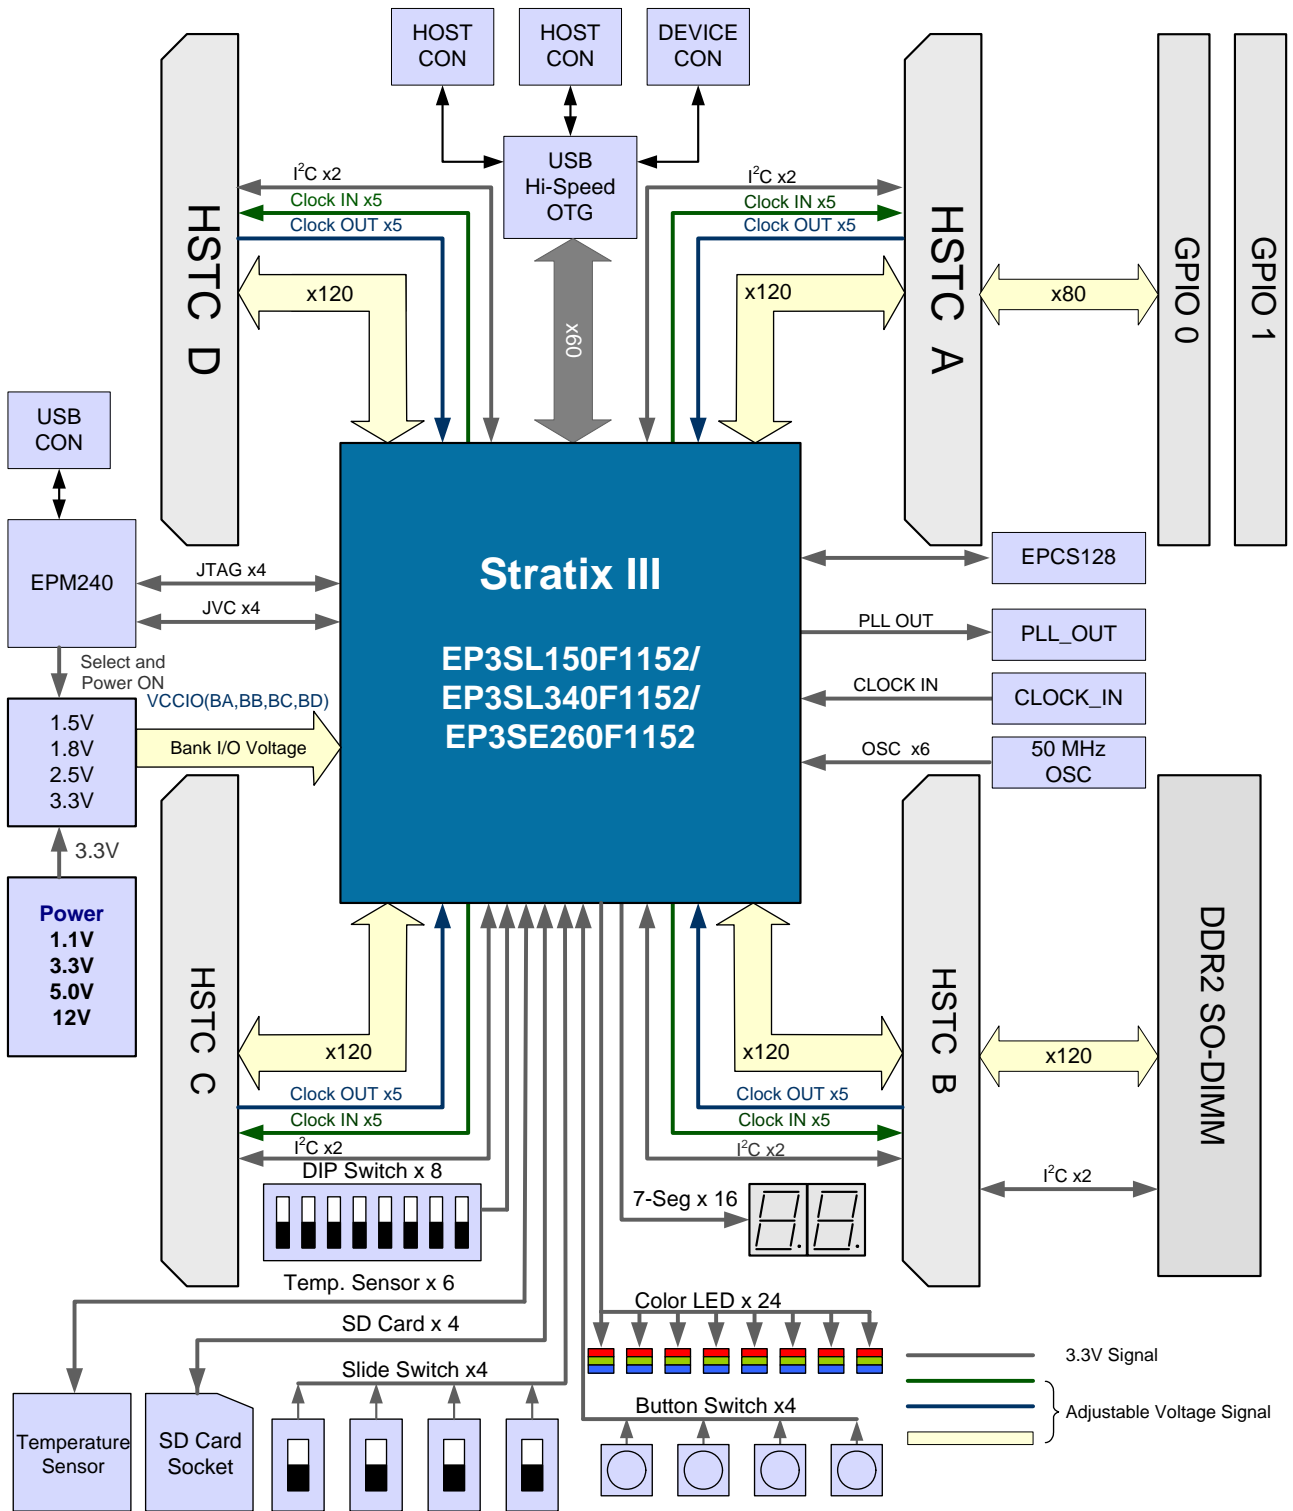 HOST
CON
HOST
CON
DEVICE
CON
USB
Hi-Speed
OTG
I²C x2
Clock IN x5
Clock OUT x5
x120
HSTC D
x60
I²C x2
Clock IN x5
Clock OUT x5
x120
HSTC A
x80
GPIO 0
GPIO 1
USB
CON
EPM240
JTAG x4
JVC x4
Select and
Power ON
VCCIO(BA,BB,BC,BD)
Bank I/O Voltage
1.5V
1.8V
2.5V
3.3V
3.3V
Power
1.1V
3.3V
5.0V
12V
Stratix III
EP3SL150F1152/
EP3SL340F1152/
EP3SE260F1152
EPCS128
PLL OUT
PLL_OUT
CLOCK IN
CLOCK_IN
OSC x6
50 MHz
OSC
HSTC C
x120
Clock OUT x5
Clock IN x5
I²C x2
x120
Clock OUT x5
Clock IN x5
I²C x2
HSTC B
x120
I²C x2
DDR2 SO-DIMM
DIP Switch x 8
7-Seg x 16
Temp. Sensor x 6
SD Card x 4
Slide Switch x4
Color LED x 24
Button Switch x4
Temperature
Sensor
SD Card
Socket
3.3V Signal
Adjustable Voltage Signal